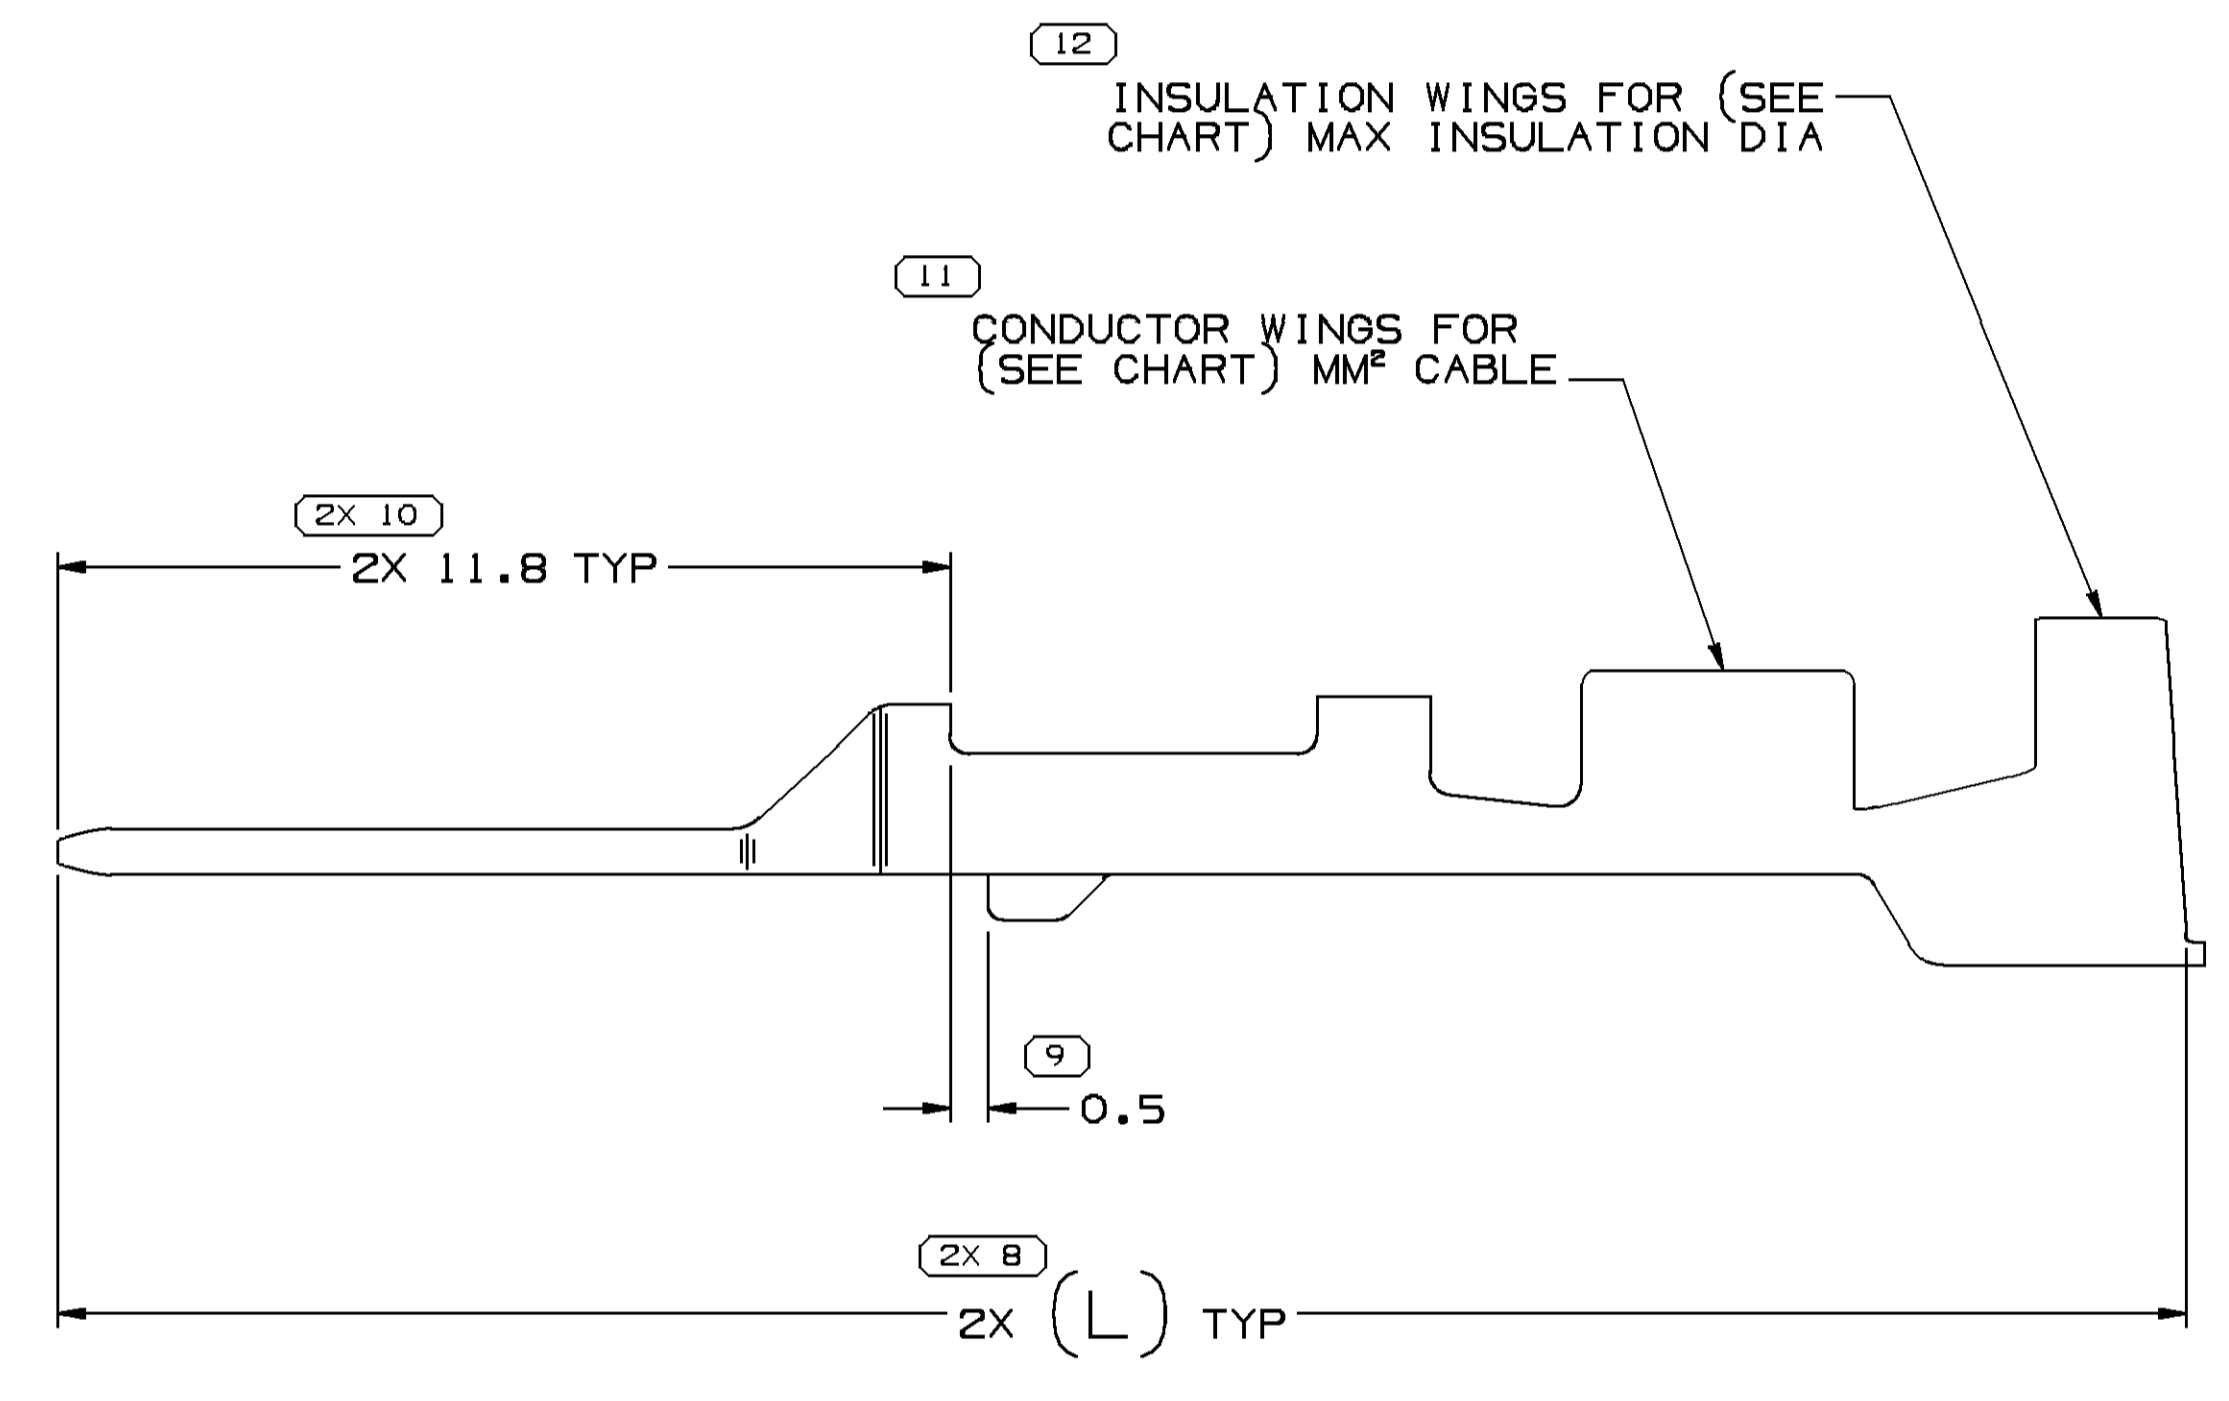 12
INSULATION WINGS FOR (SEE
CHART) MAX INSULATION DIA
11
CONDUCTOR WINGS FOR
(SEE CHART) MM² CABLE
2X 10
2X 11.8 TYP
9
0.5
2X 8
2X (L) TYP